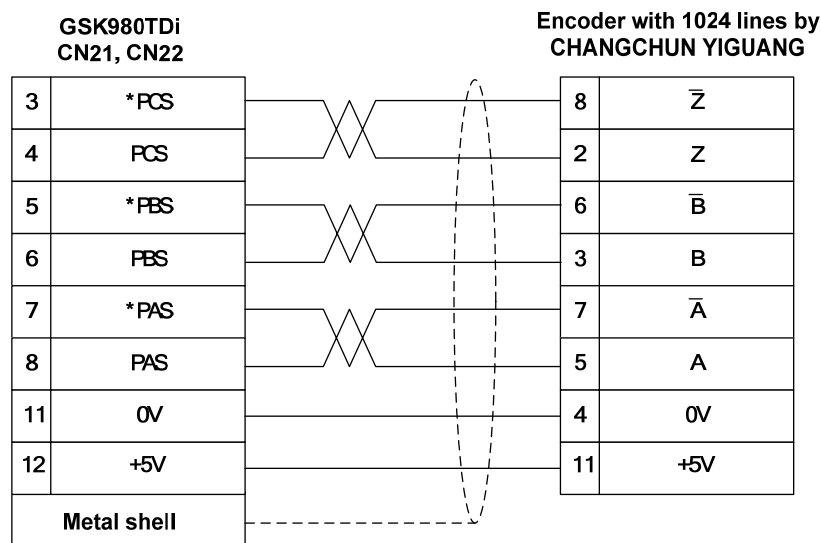 GSK980TDi
CN21, CN22
Encoder with 1024 lines by
CHANGCHUN YIGUANG
3 *PCS 8 Z̅
4 PCS 2 Z
5 *PBS 6 B̅
6 PBS 3 B
7 *PAS 7 A̅
8 PAS 5 A
11 0V 4 0V
12 +5V 11 +5V
Metal shell